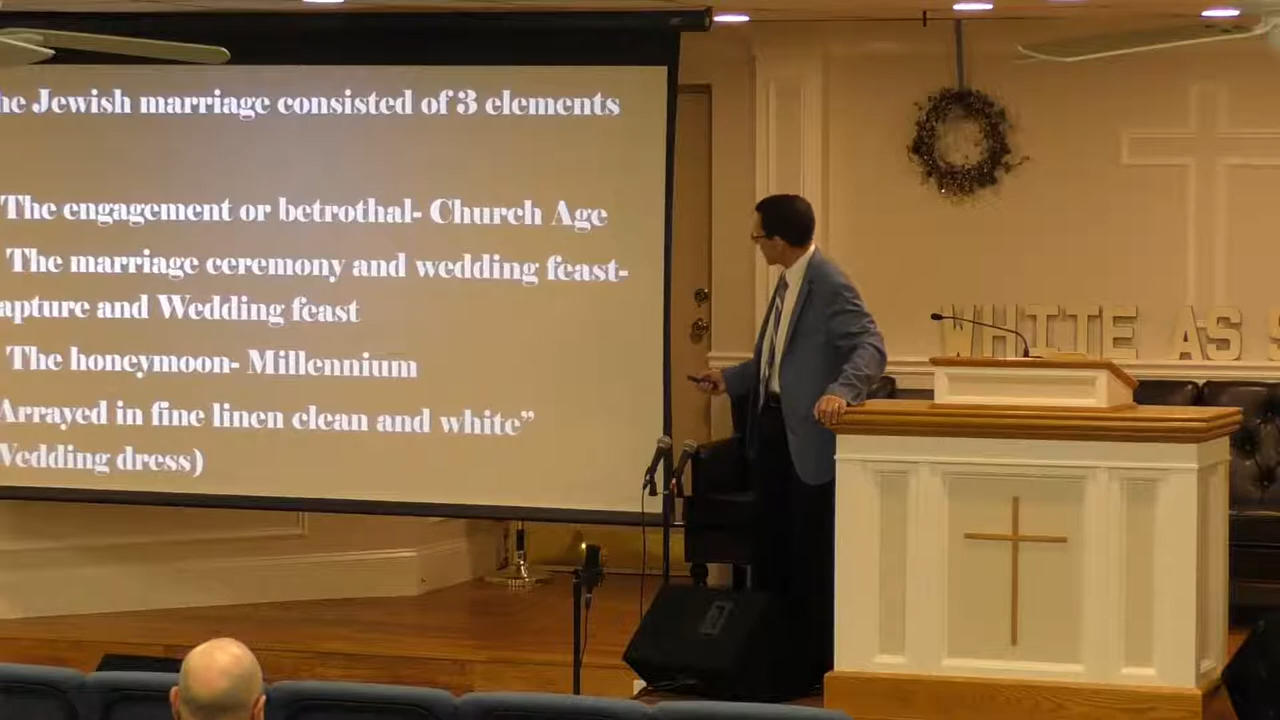 he Jewish marriage consisted of 3 elements
The engagement or betrothal- Church Age
The marriage ceremony and wedding feast-
apture and Wedding feast
The honeymoon- Millennium
Arrayed in fine linen clean and white”
Wedding dress)
WHITE AS S